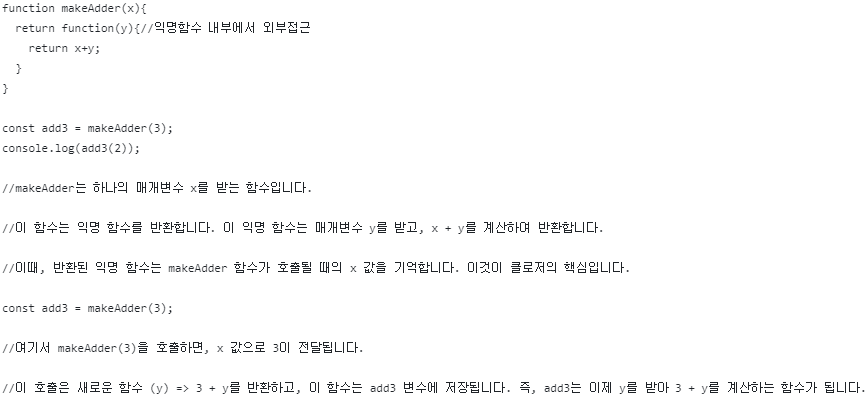 function makeAdder(x){
  return function(y){//익명함수 내부에서 외부접근
    return x+y;
  }
}
const add3 = makeAdder(3);
console.log(add3(2));
//makeAdder는 하나의 매개변수 x를 받는 함수입니다.
//이 함수는 익명 함수를 반환합니다. 이 익명 함수는 매개변수 y를 받고, x + y를 계산하여 반환합니다.
//이때, 반환된 익명 함수는 makeAdder 함수가 호출될 때의 x 값을 기억합니다. 이것이 클로저의 핵심입니다.
const add3 = makeAdder(3);
//여기서 makeAdder(3)을 호출하면, x 값으로 3이 전달됩니다.
//이 호출은 새로운 함수 (y) => 3 + y를 반환하고, 이 함수는 add3 변수에 저장됩니다. 즉, add3는 이제 y를 받아 3 + y를 계산하는 함수가 됩니다.